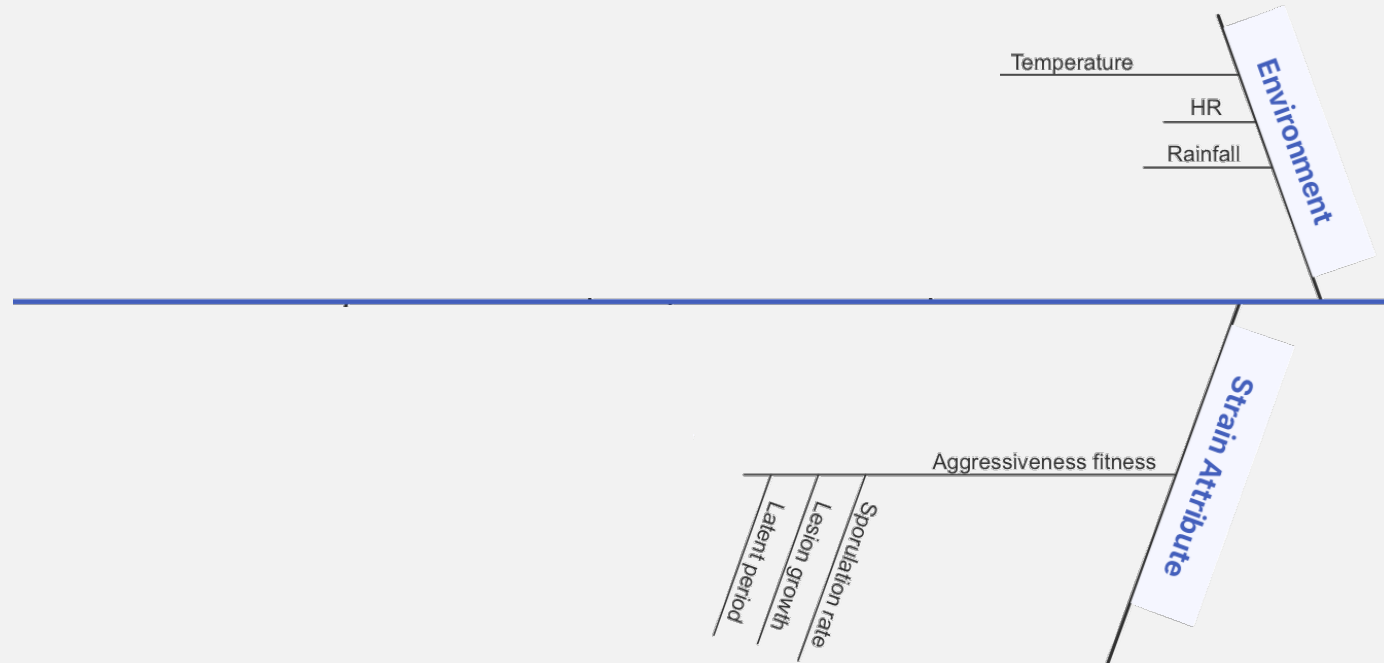 Temperature
HR
Rainfall
Environment
Aggressiveness fitness
Latent period
Lesion growth
Sporulation rate
Strain Attribute